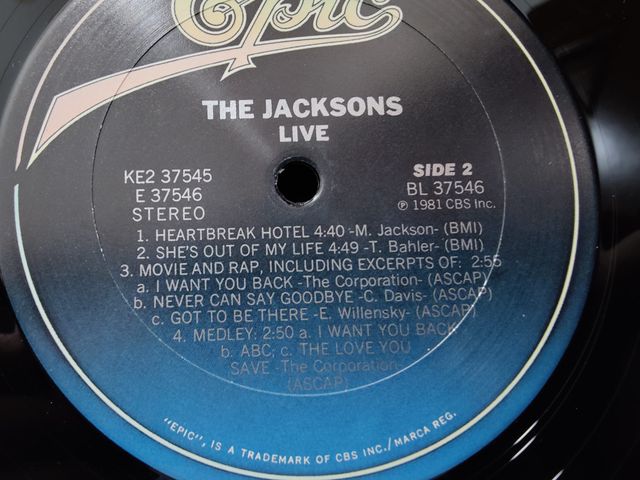 Epic
THE JACKSONS
LIVE
KE2 37545
E 37546
STEREO
SIDE 2
BL 37546
℗ 1981 CBS Inc.
1. HEARTBREAK HOTEL 4:40 -M. Jackson- (BMI)
2. SHE'S OUT OF MY LIFE 4:49 -T. Bahler- (BMI)
3. MOVIE AND RAP, INCLUDING EXCERPTS OF: 2:55
a. I WANT YOU BACK -The Corporation- (ASCAP)
b. NEVER CAN SAY GOODBYE -C. Davis- (ASCAP)
c. GOT TO BE THERE -E. Willensky- (ASCAP)
4. MEDLEY: 2:50 a. I WANT YOU BACK
b. ABC; c. THE LOVE YOU
SAVE -The Corporation-
(ASCAP)
"EPIC", IS A TRADEMARK OF CBS INC./ MARCA REG.